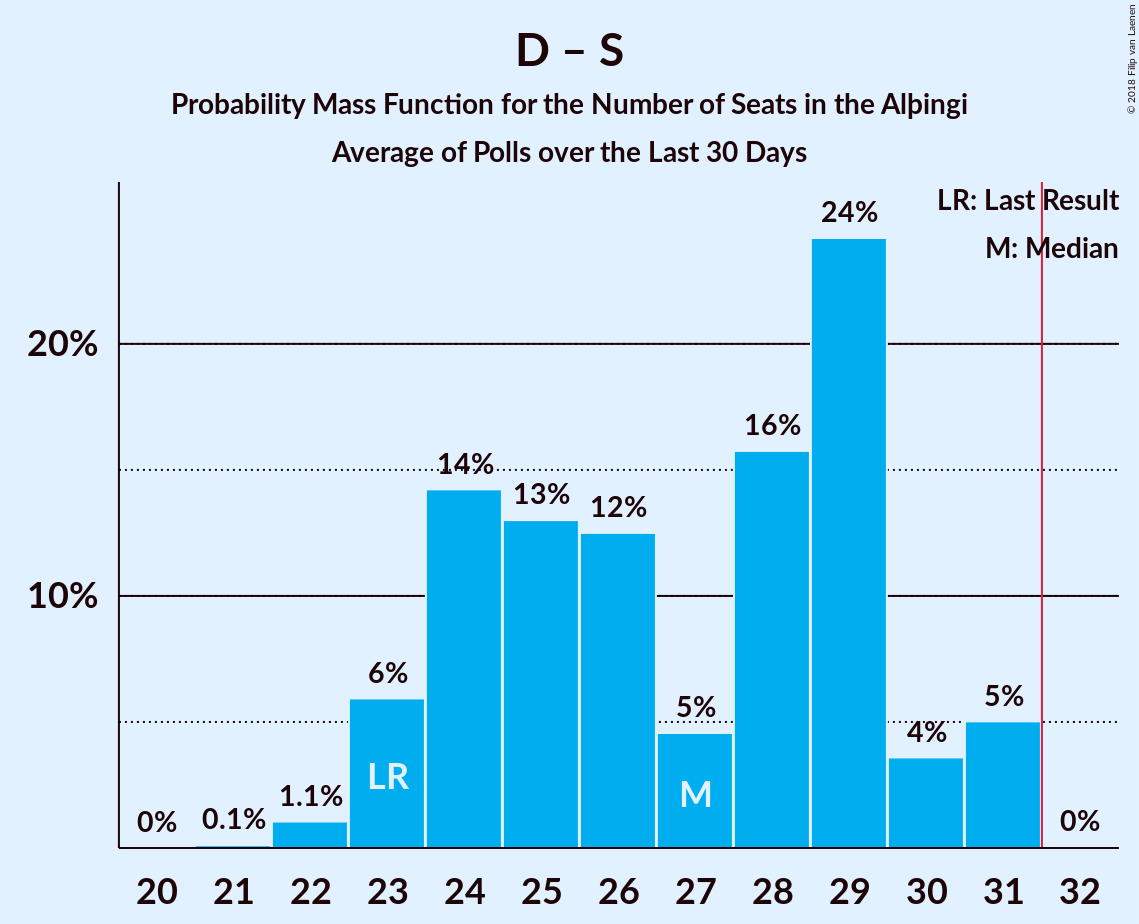 D – S
Probability Mass Function for the Number of Seats in the Alþingi
Average of Polls over the Last 30 Days
© 2018 Filip van Laenen
LR: Last Result
M: Median
20%
10%
0%
0.1%
1.1%
6%
14%
13%
12%
5%
16%
24%
4%
5%
0%
LR
M
20 21 22 23 24 25 26 27 28 29 30 31 32